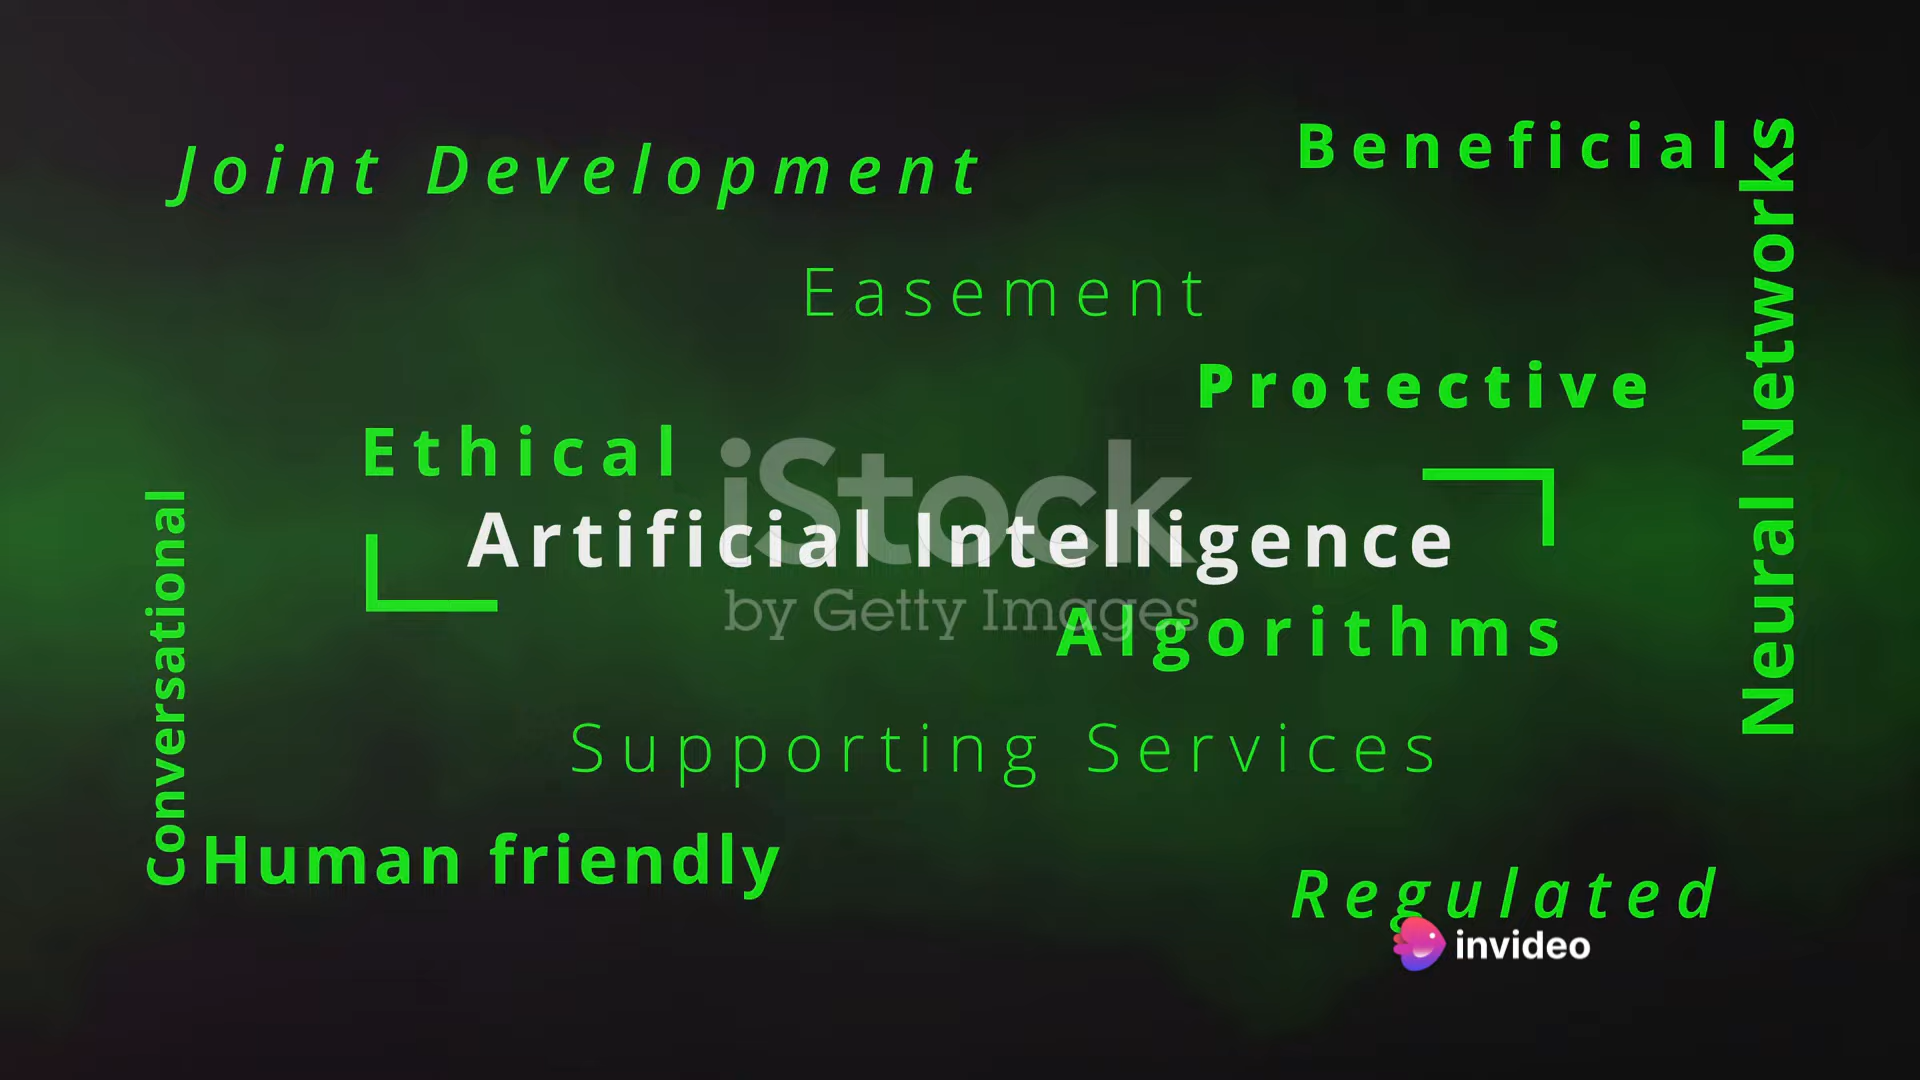 Joint Development
Beneficial
Neural Networks
Easement
Protective
Ethical
iStock
Artificial Intelligence
by Getty Images
Algorithms
Conversational
Supporting Services
Human friendly
Regulated
invideo